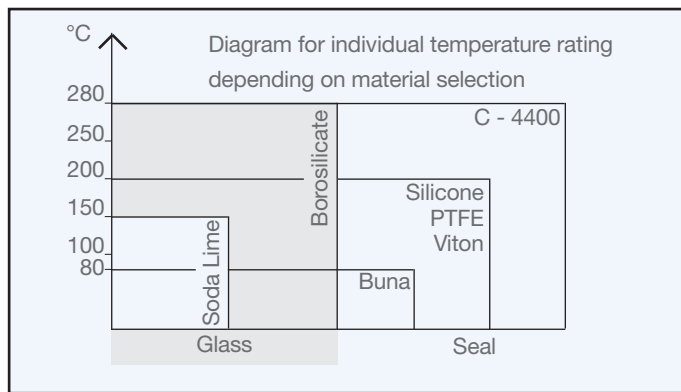 °C
Diagram for individual temperature rating
depending on material selection
280
250
200
150
100
80
Soda Lime
Borosilicate
C - 4400
Silicone
PTFE
Viton
Buna
Glass
Seal